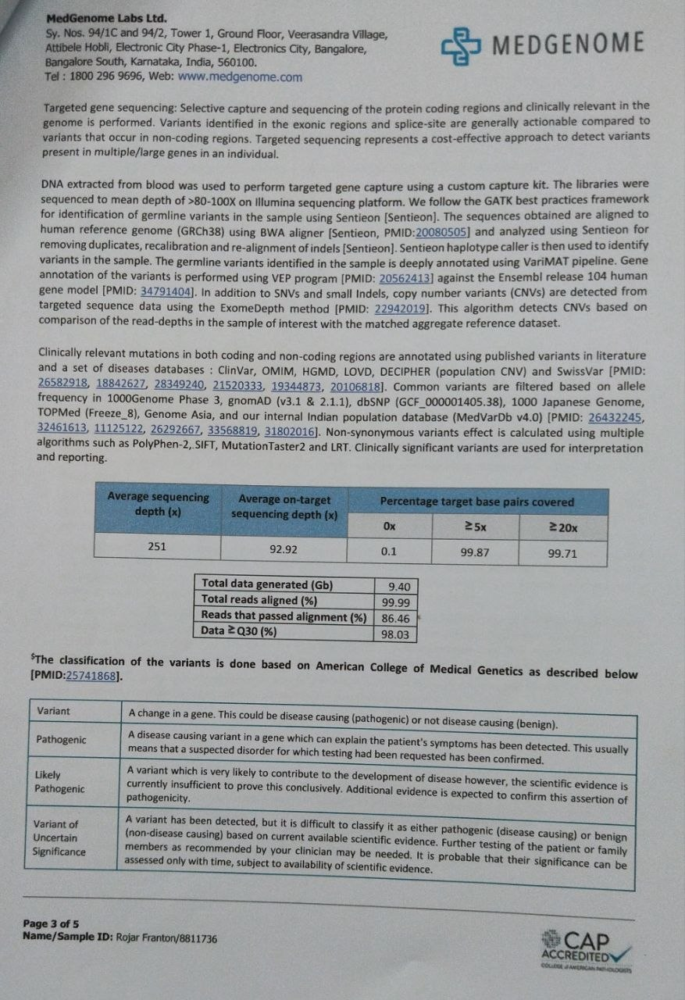 MedGenome Labs Ltd.
Sy. Nos. 94/1C and 94/2, Tower 1, Ground Floor, Veerasandra Village,
Attibele Hobli, Electronic City Phase-1, Electronics City, Bangalore,
Bangalore South, Karnataka, India, 560100.
Tel : 1800 296 9696, Web: www.medgenome.com
MEDGENOME
Targeted gene sequencing: Selective capture and sequencing of the protein coding regions and clinically relevant in the
genome is performed. Variants identified in the exonic regions and splice-site are generally actionable compared to
variants that occur in non-coding regions. Targeted sequencing represents a cost-effective approach to detect variants
present in multiple/large genes in an individual.
DNA extracted from blood was used to perform targeted gene capture using a custom capture kit. The libraries were
sequenced to mean depth of >80-100X on Illumina sequencing platform. We follow the GATK best practices framework
for identification of germline variants in the sample using Sentieon [Sentieon]. The sequences obtained are aligned to
human reference genome (GRCh38) using BWA aligner [Sentieon, PMID:20080505] and analyzed using Sentieon for
removing duplicates, recalibration and re-alignment of indels [Sentieon]. Sentieon haplotype caller is then used to identify
variants in the sample. The germline variants identified in the sample is deeply annotated using VariMAT pipeline. Gene
annotation of the variants is performed using VEP program [PMID: 20562413] against the Ensembl release 104 human
gene model [PMID: 34791404]. In addition to SNVs and small Indels, copy number variants (CNVs) are detected from
targeted sequence data using the ExomeDepth method [PMID: 22942019]. This algorithm detects CNVs based on
comparison of the read-depths in the sample of interest with the matched aggregate reference dataset.
Clinically relevant mutations in both coding and non-coding regions are annotated using published variants in literature
and a set of diseases databases : ClinVar, OMIM, HGMD, LOVD, DECIPHER (population CNV) and SwissVar [PMID:
26582918, 18842627, 28349240, 21520333, 19344873, 20106818]. Common variants are filtered based on allele
frequency in 1000Genome Phase 3, gnomAD (v3.1 & 2.1.1), dbSNP (GCF_000001405.38), 1000 Japanese Genome,
TOPMed (Freeze_8), Genome Asia, and our internal Indian population database (MedVarDb v4.0) [PMID: 26432245,
32461613, 11125122, 26292667, 33568819, 31802016]. Non-synonymous variants effect is calculated using multiple
algorithms such as PolyPhen-2, SIFT, MutationTaster2 and LRT. Clinically significant variants are used for interpretation
and reporting.
Average sequencing depth (x) Average on-target sequencing depth (x) Percentage target base pairs covered
0x ≥5x ≥20x
251 92.92 0.1 99.87 99.71
Total data generated (Gb) 9.40
Total reads aligned (%) 99.99
Reads that passed alignment (%) 86.46
Data ≥Q30 (%) 98.03
$The classification of the variants is done based on American College of Medical Genetics as described below
[PMID:25741868].
Variant A change in a gene. This could be disease causing (pathogenic) or not disease causing (benign).
Pathogenic A disease causing variant in a gene which can explain the patient's symptoms has been detected. This usually
means that a suspected disorder for which testing had been requested has been confirmed.
Likely Pathogenic A variant which is very likely to contribute to the development of disease however, the scientific evidence is
currently insufficient to prove this conclusively. Additional evidence is expected to confirm this assertion of
pathogenicity.
Variant of Uncertain Significance A variant has been detected, but it is difficult to classify it as either pathogenic (disease causing) or benign
(non-disease causing) based on current available scientific evidence. Further testing of the patient or family
members as recommended by your clinician may be needed. It is probable that their significance can be
assessed only with time, subject to availability of scientific evidence.
Page 3 of 5
Name/Sample ID: Rojar Franton/8811736
CAP
ACCREDITED
COLLEGE of AMERICAN PATHOLOGISTS